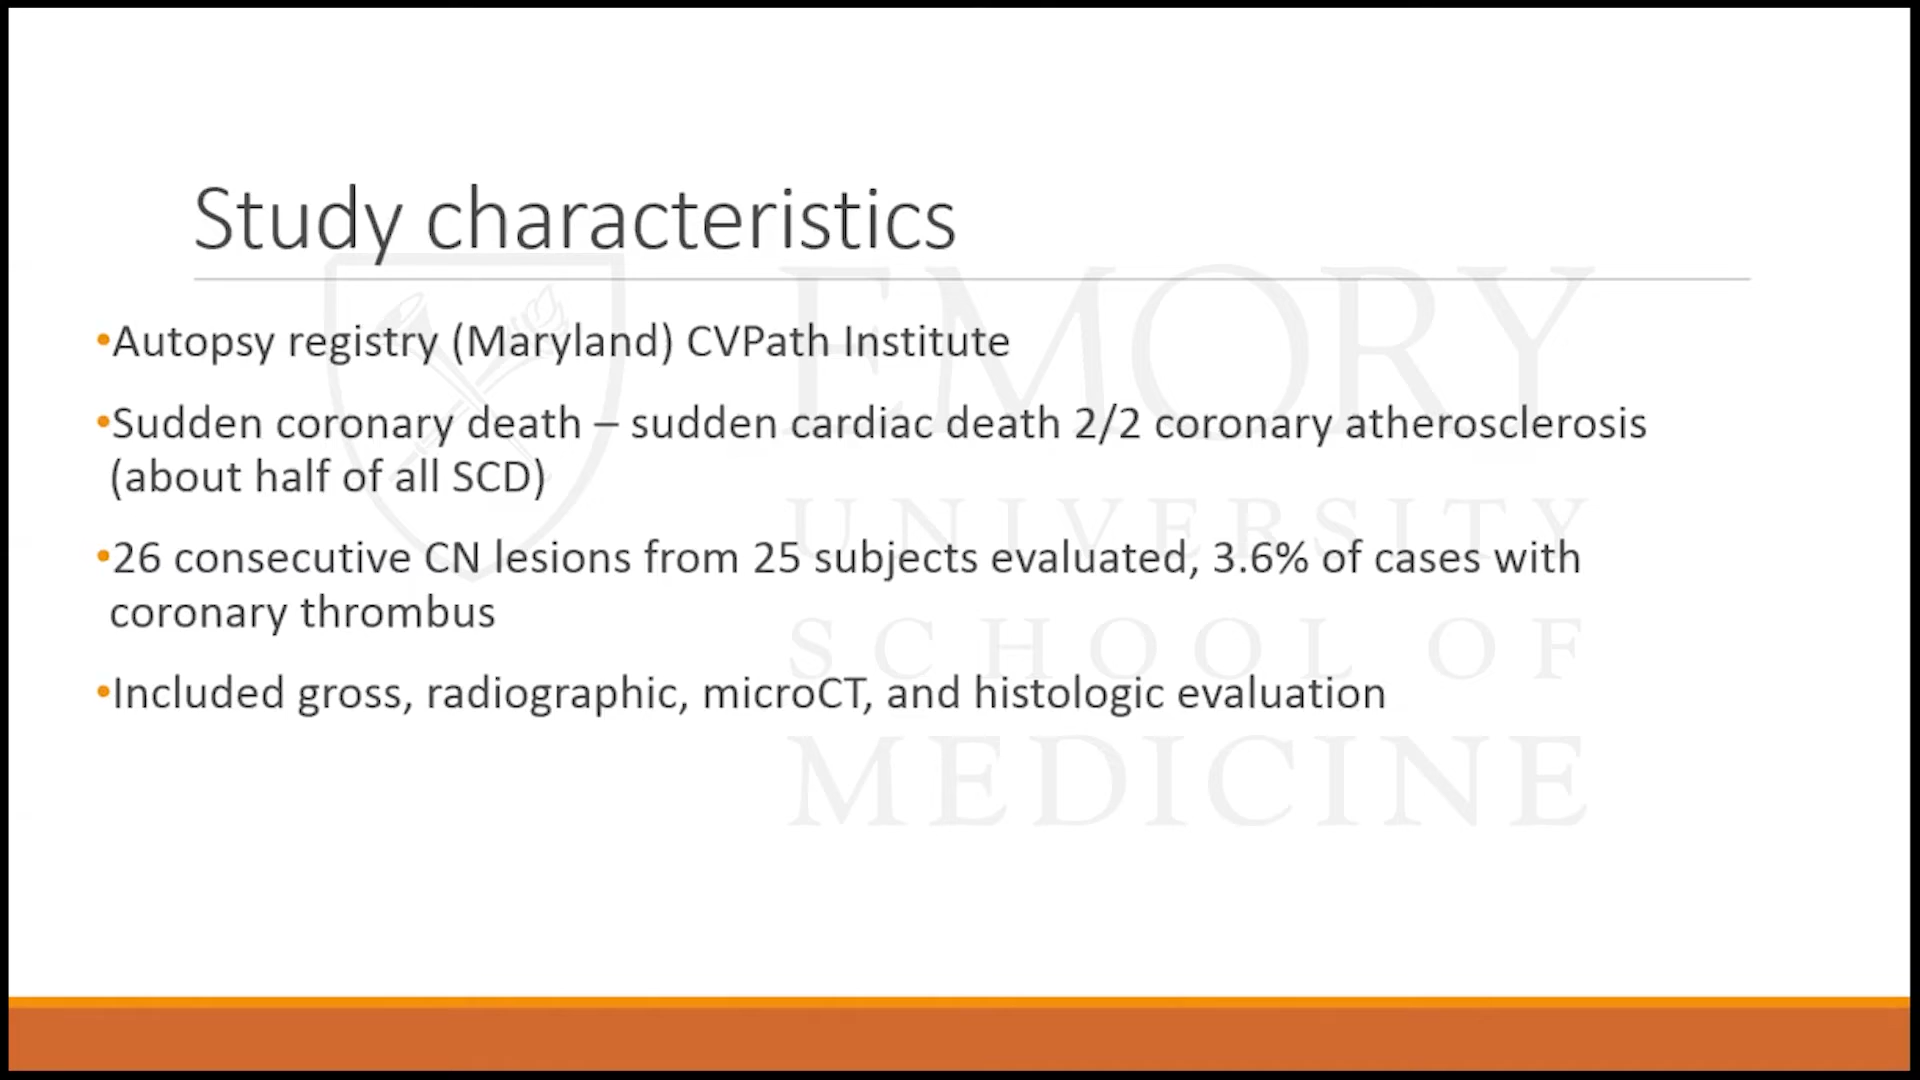 Study characteristics
•Autopsy registry (Maryland) CVPath Institute
•Sudden coronary death – sudden cardiac death 2/2 coronary atherosclerosis
(about half of all SCD)
•26 consecutive CN lesions from 25 subjects evaluated, 3.6% of cases with
coronary thrombus
•Included gross, radiographic, microCT, and histologic evaluation
EMORY
UNIVERSITY
SCHOOL OF
MEDICINE